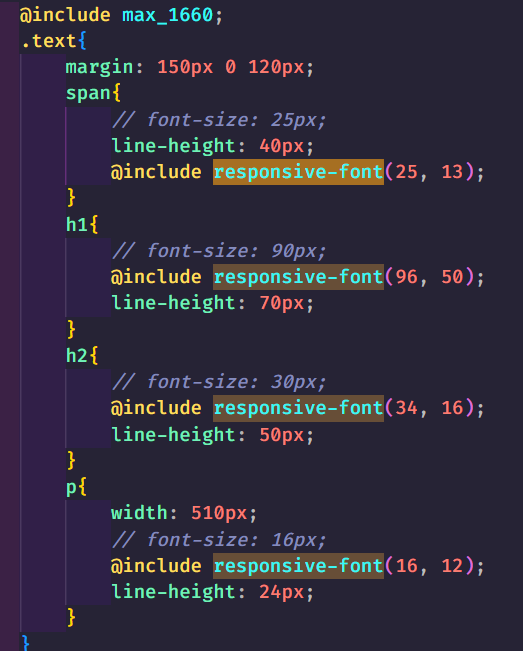 @include max_1660;
.text{
margin: 150px 0 120px;
span{
// font-size: 25px;
line-height: 40px;
@include responsive-font(25, 13);
}
h1{
// font-size: 90px;
@include responsive-font(96, 50);
line-height: 70px;
}
h2{
// font-size: 30px;
@include responsive-font(34, 16);
line-height: 50px;
}
p{
width: 510px;
// font-size: 16px;
@include responsive-font(16, 12);
line-height: 24px;
}
}